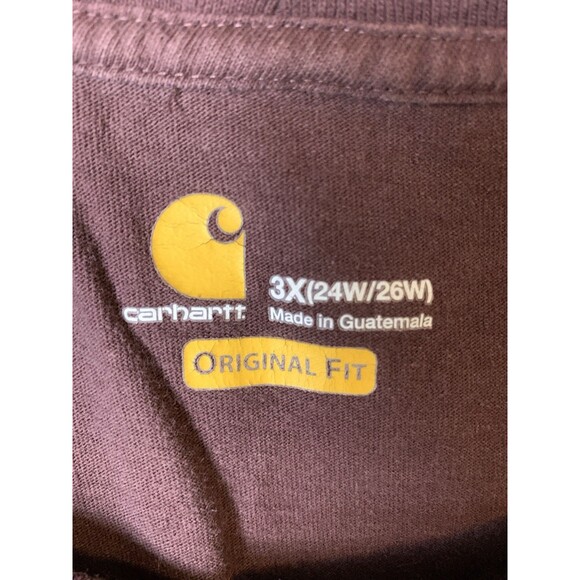 carhartt
3X(24W/26W)
Made in Guatemala
ORIGINAL FIT